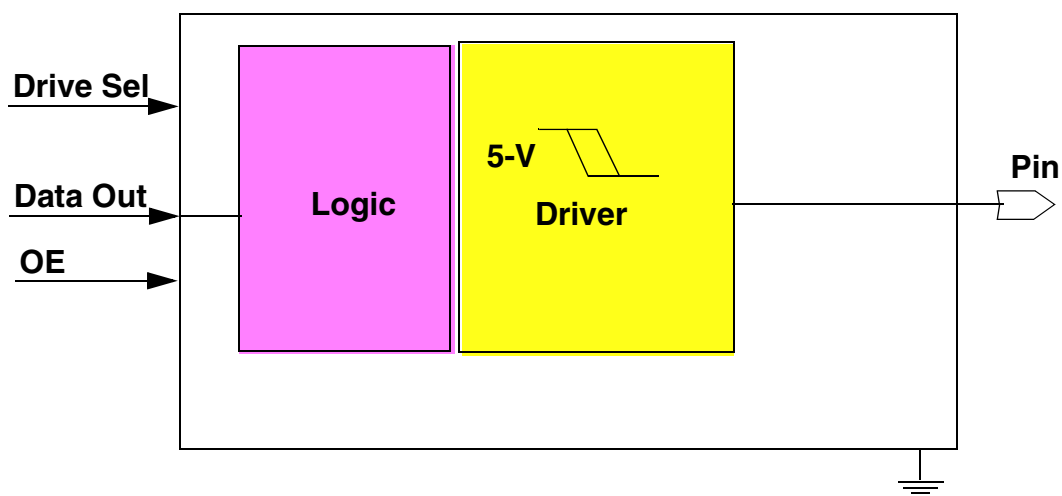 Drive Sel
Data Out
OE
Logic
5-V
Driver
Pin